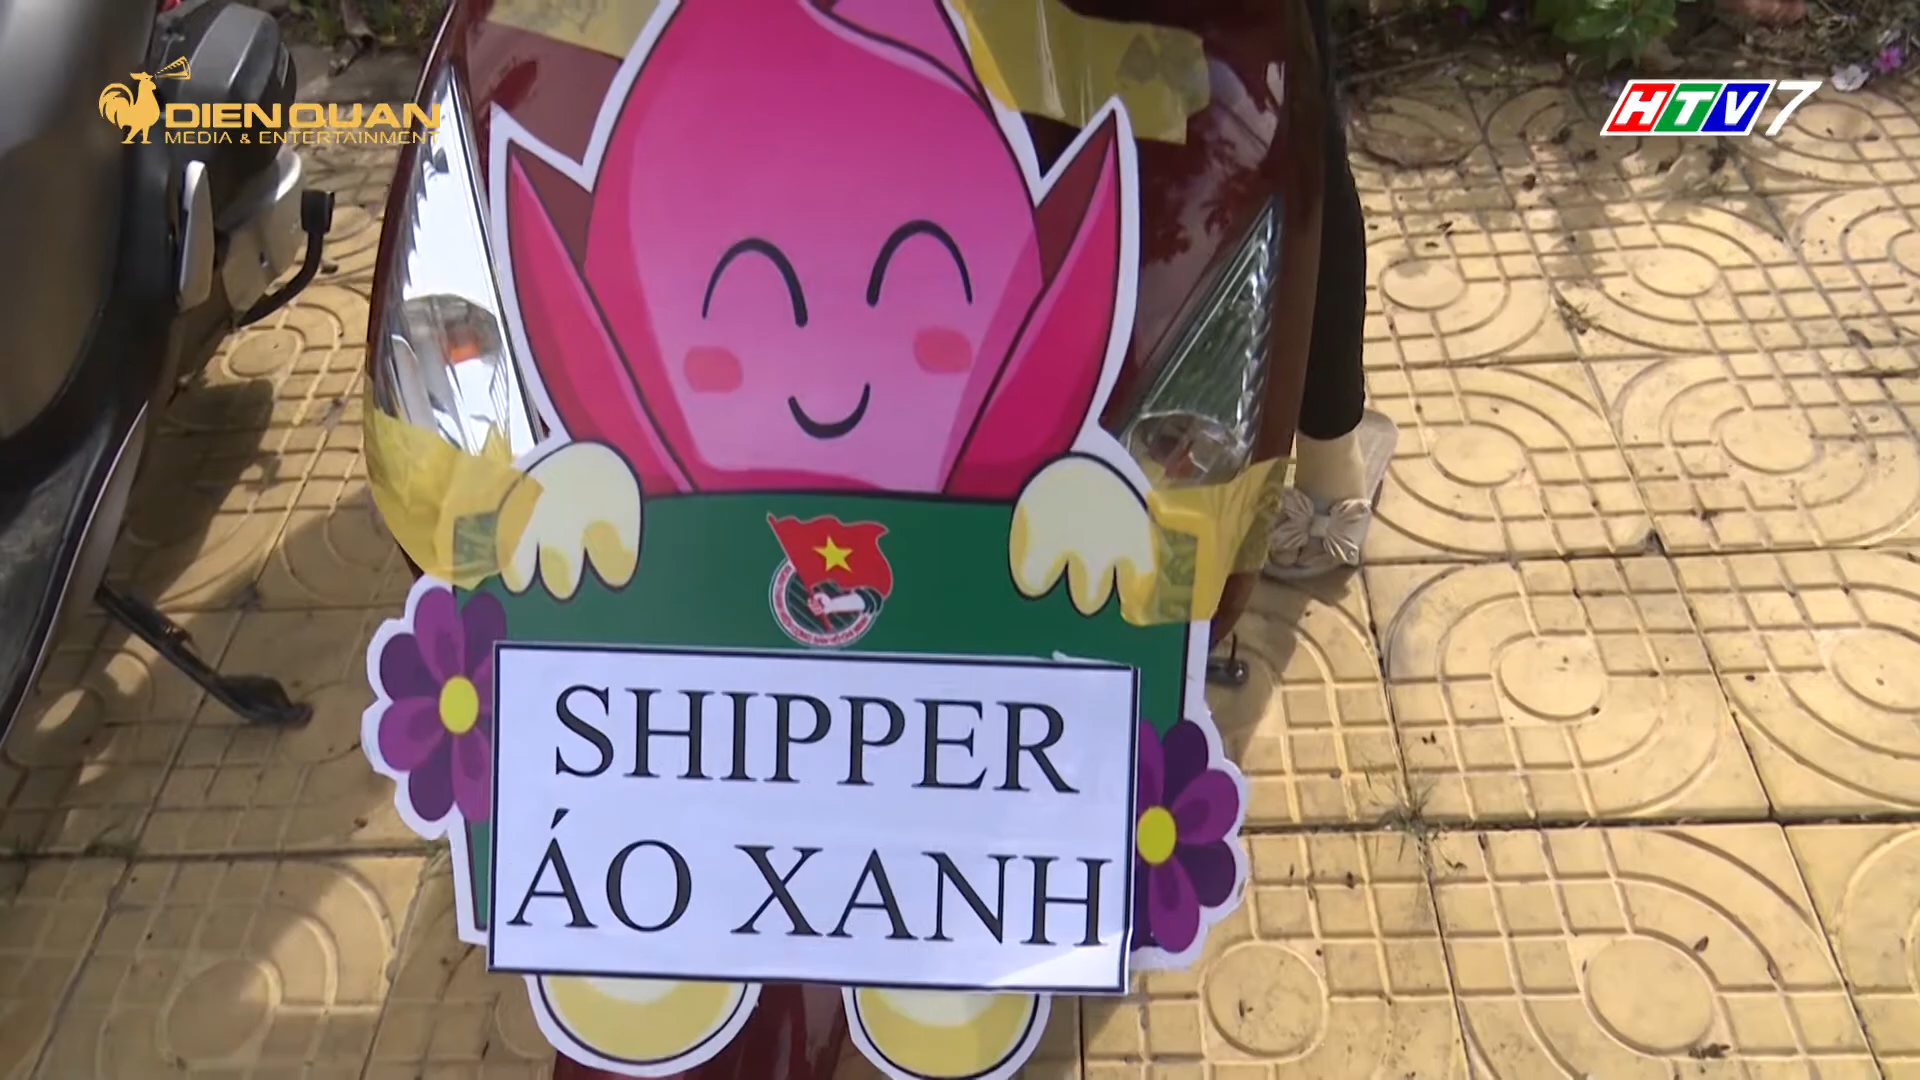 DIEN QUAN
MEDIA & ENTERTAINMENT
HTV7
SHIPPER
ÁO XANH